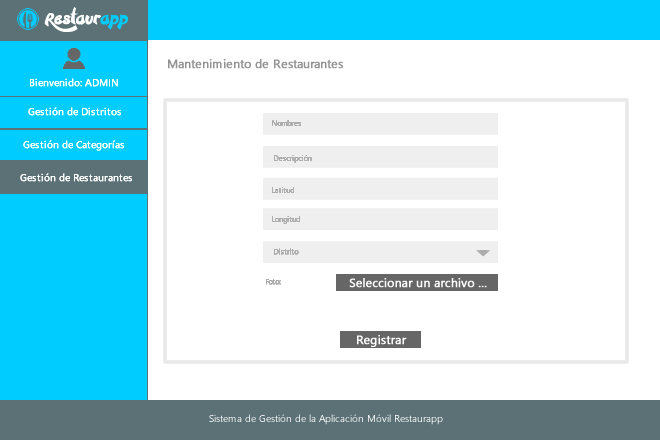 Restaurapp
Bienvenido: ADMIN
Gestión de Distritos
Gestión de Categorías
Gestión de Restaurantes
Mantenimiento de Restaurantes
Nombres
Descripción
Latitud
Longitud
Distrito
Foto:
Seleccionar un archivo ...
Registrar
Sistema de Gestión de la Aplicación Móvil Restaurapp